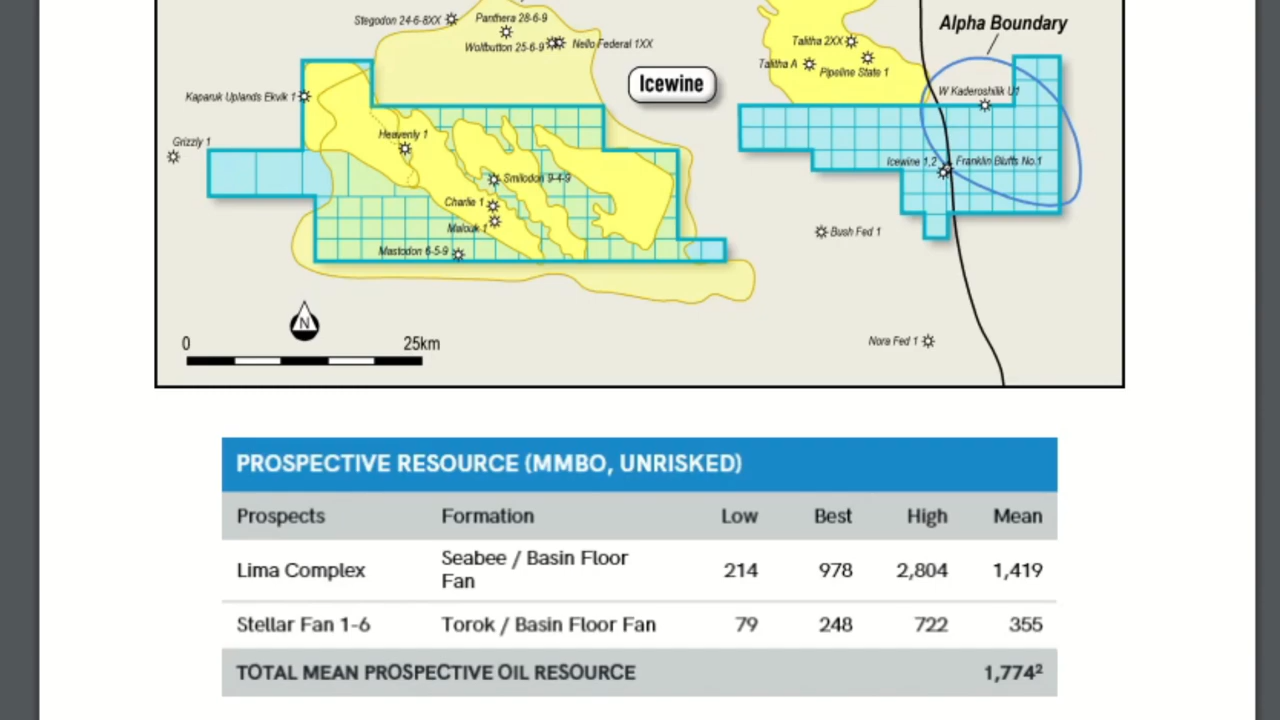 Alpha Boundary
Stegodon 24-6-8XX
Panthera 28-6-9
Wolfbutton 25-6-9
Nello Federal 1XX
Talitha 2XX
Talitha A
Pipeline State 1
Icewine
Kaparuk Uplands Ekvik 1
W Kaderoshilik U1
Heavenly 1
Grizzly 1
Icewine 1,2
Franklin Bluffs No.1
Smilodon 9-4-9
Charlie 1
Malguk 1
Bush Fed 1
Mastodon 6-5-9
N
0
25km
Nora Fed 1
PROSPECTIVE RESOURCE (MMBO, UNRISKED)
Prospects Formation Low Best High Mean
Lima Complex Seabee / Basin Floor Fan 214 978 2,804 1,419
Stellar Fan 1-6 Torok / Basin Floor Fan 79 248 722 355
TOTAL MEAN PROSPECTIVE OIL RESOURCE 1,774²